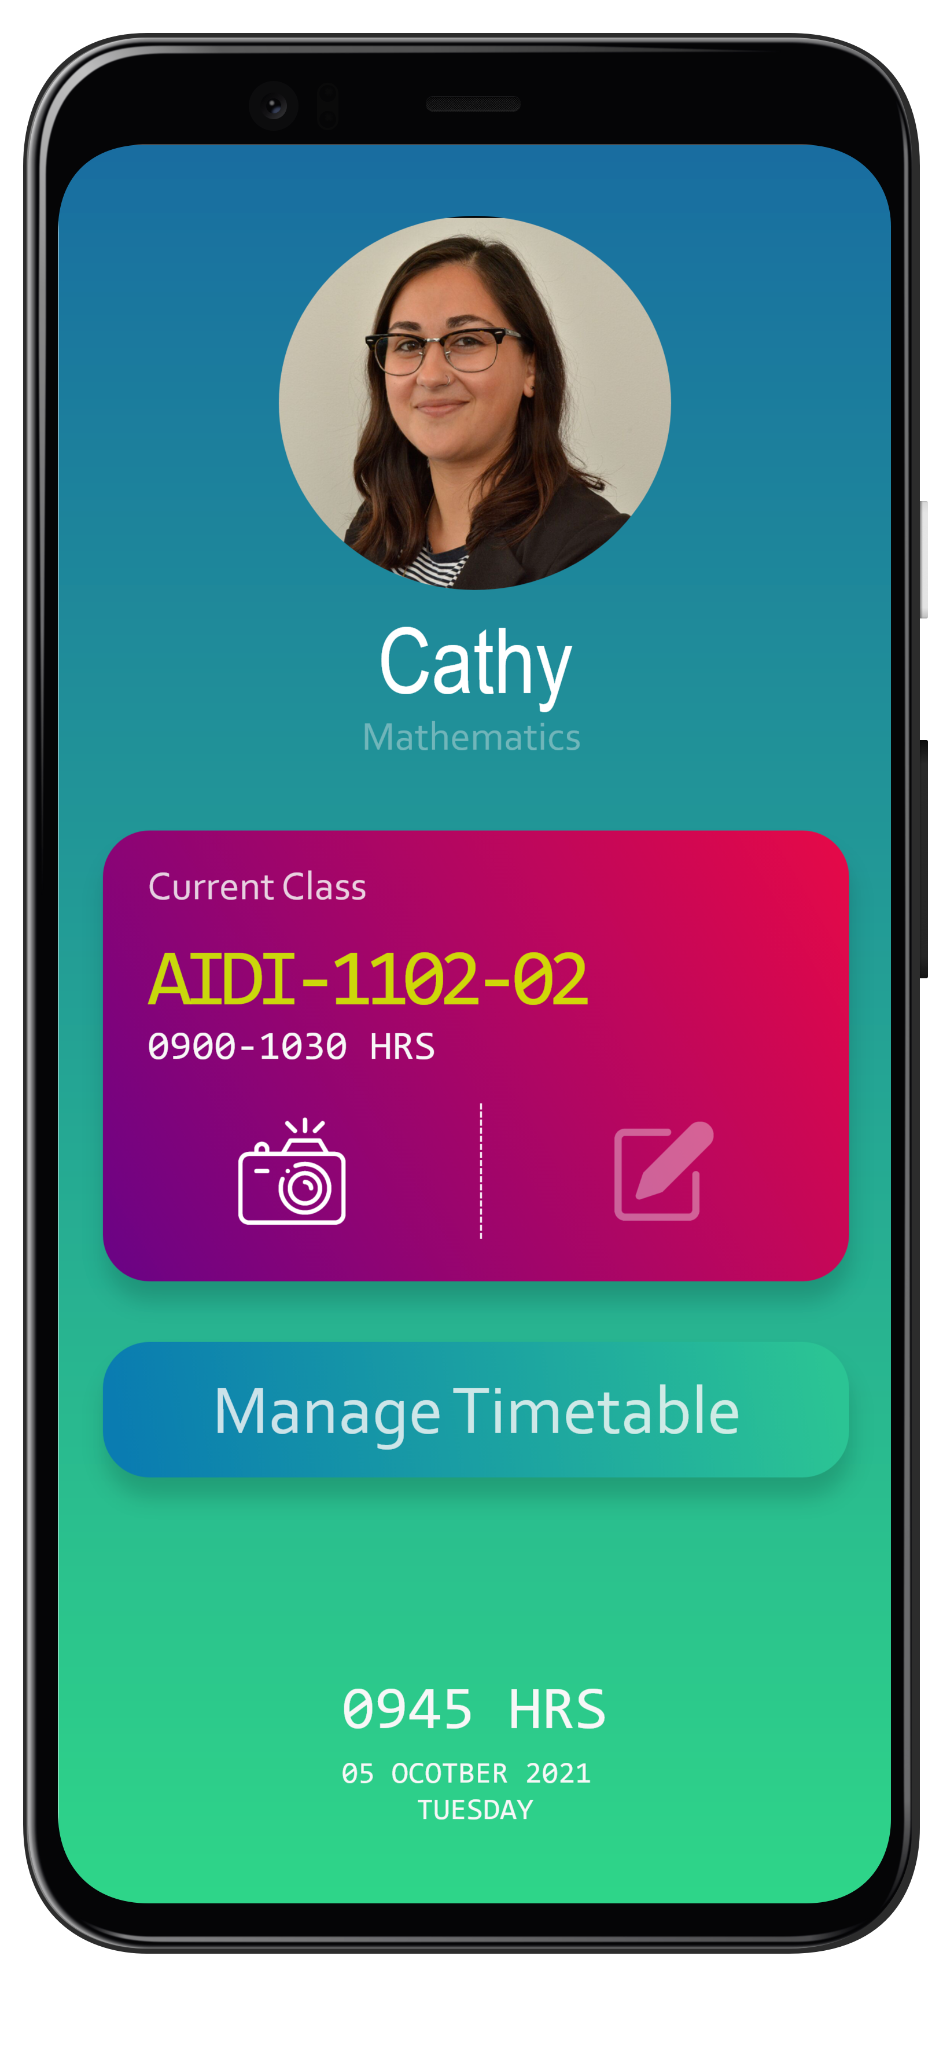 Cathy
Mathematics
Current Class
AIDI-1102-02
0900-1030 HRS
Manage Timetable
0945 HRS
05 OCOTBER 2021
TUESDAY